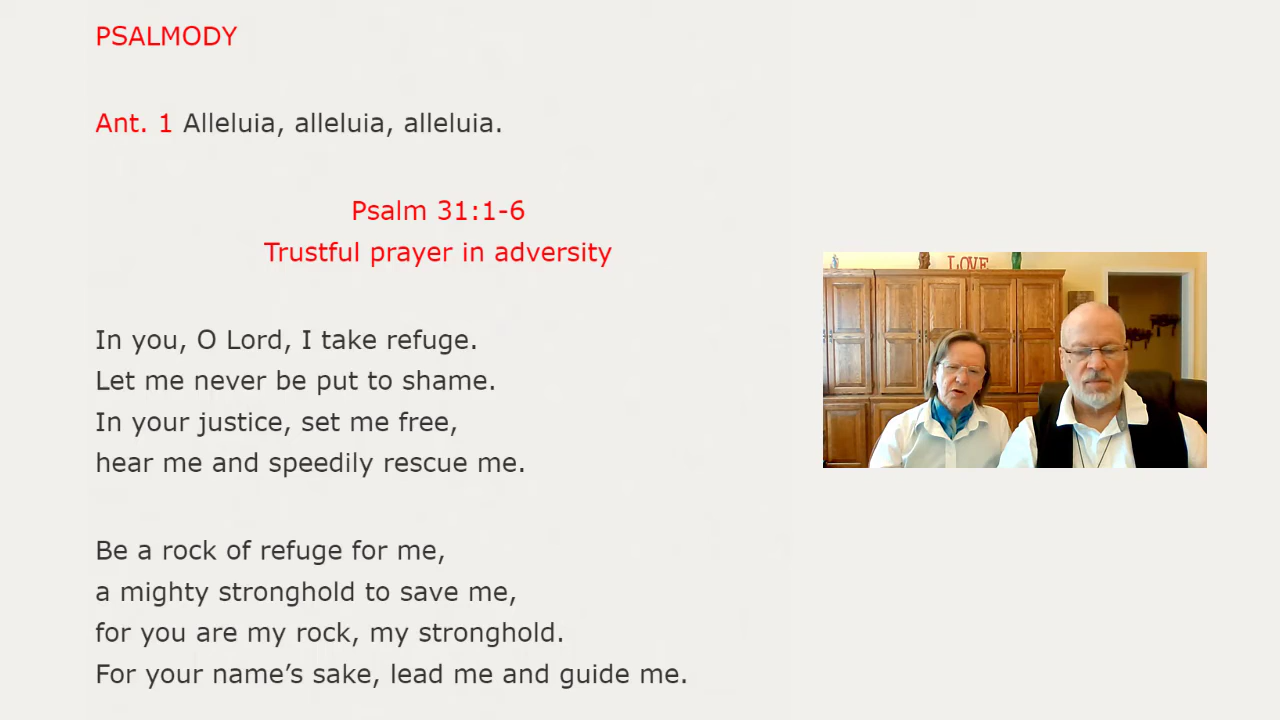 PSALMODY
Ant. 1 Alleluia, alleluia, alleluia.
Psalm 31:1-6
Trustful prayer in adversity
In you, O Lord, I take refuge.
Let me never be put to shame.
In your justice, set me free,
hear me and speedily rescue me.
Be a rock of refuge for me,
a mighty stronghold to save me,
for you are my rock, my stronghold.
For your name’s sake, lead me and guide me.
LOVE